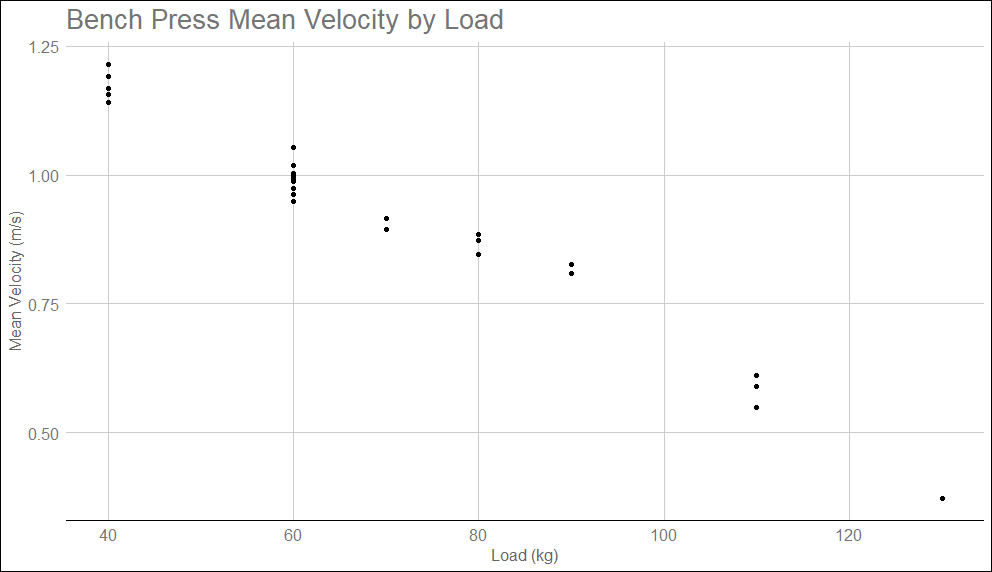 Bench Press Mean Velocity by Load
1.25
1.00
0.75
0.50
Mean Velocity (m/s)
40 60 80 100 120
Load (kg)